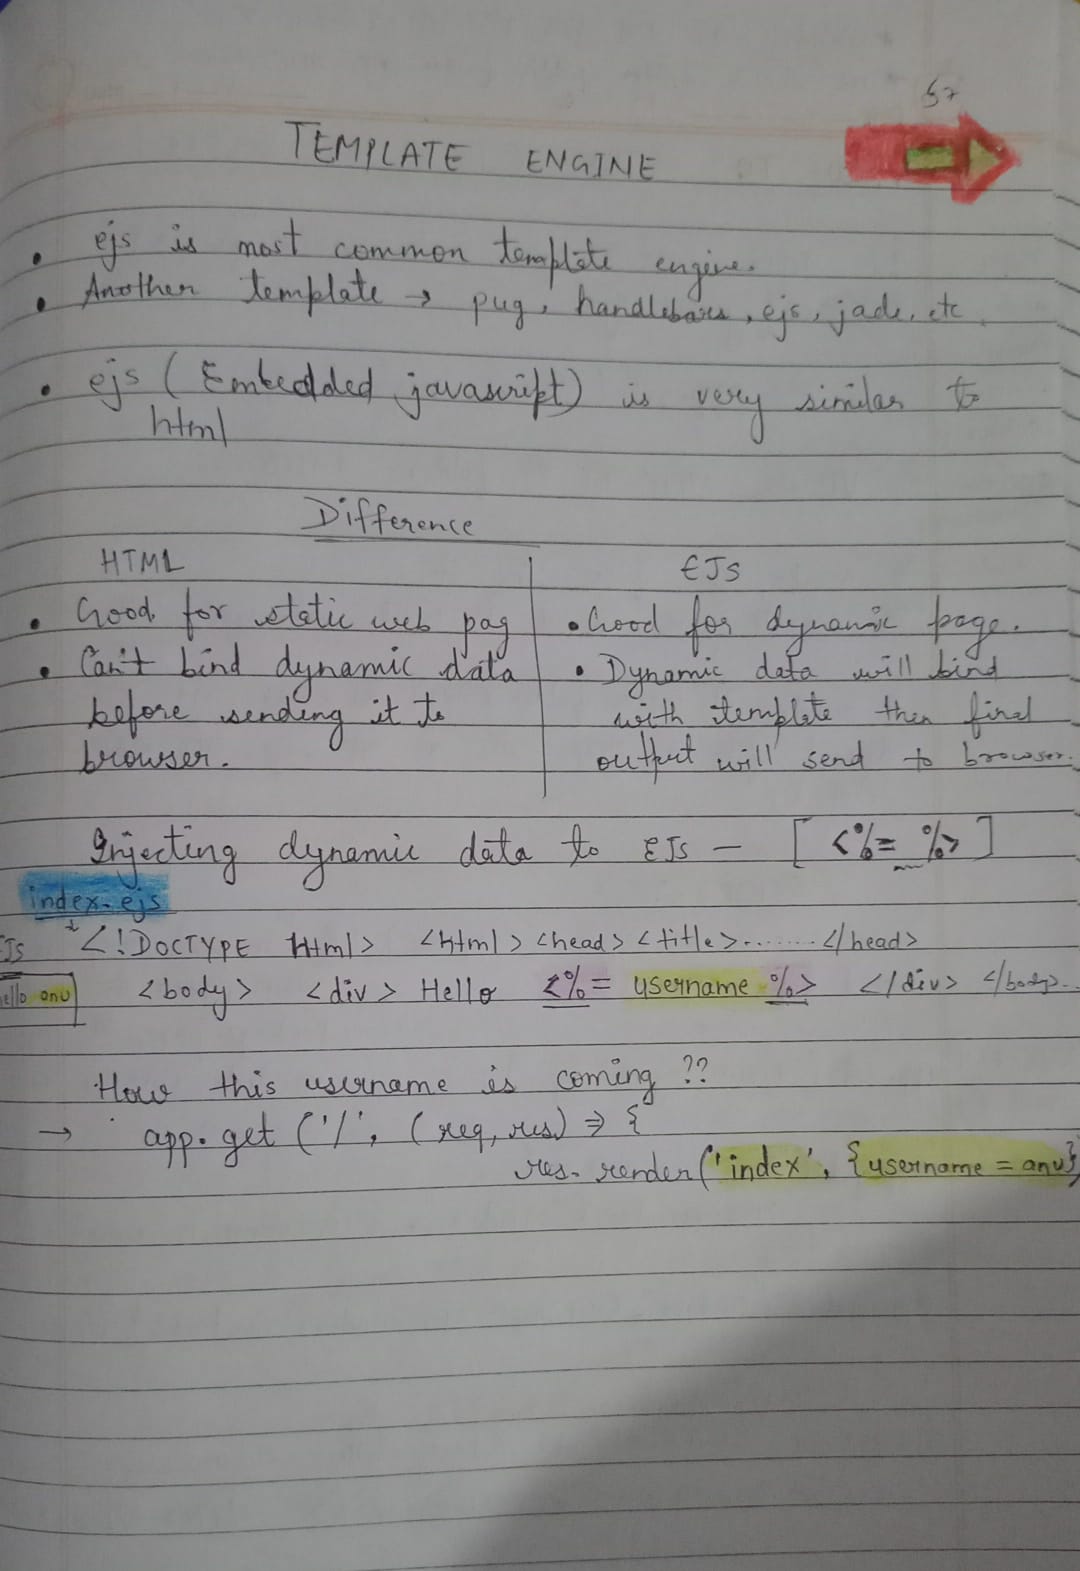 57
TEMPLATE ENGINE
• ejs is most common template engine.
• Another template → pug, handlebars, ejs, jade, etc
• ejs (Embedded javascript) is very similar to
html
Difference
HTML
EJS
• Good for static web pag
• Can't bind dynamic data
before sending it to
browser.
• Good for dynamic page.
• Dynamic data will bind
with template then final
output will send to browser.
Injecting dynamic data to EJs - [ <%= %> ]
index.ejs
<!DOCTYPE html> <html> <head> <title>........</head>
<body> <div> Hello <%= username %> </div> </body>..
ello anu
How this username is coming ??
→ app.get ('/', (req, res) => {
res.render('index', {username = anu}